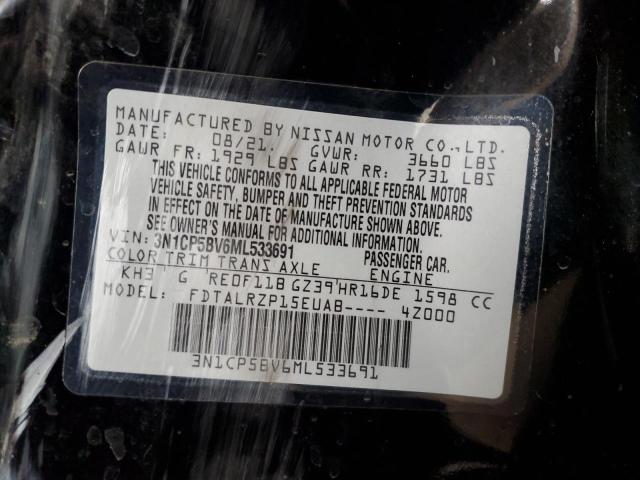 MANUFACTURED BY NISSAN MOTOR CO.,LTD.
DATE: 08/21. GVWR: 3660 LBS
GAWR FR: 1929 LBS GAWR RR: 1731 LBS
THIS VEHICLE CONFORMS TO ALL APPLICABLE FEDERAL MOTOR
VEHICLE SAFETY, BUMPER AND THEFT PREVENTION STANDARDS
IN EFFECT ON THE DATE OF MANUFACTURE SHOWN ABOVE.
SEE OWNER'S MANUAL FOR ADDITIONAL INFORMATION.
VIN: 3N1CP5BV6ML533691 PASSENGER CAR.
COLOR TRIM TRANS AXLE ENGINE
KH3 G RE0F11B GZ39 HR16DE 1598 CC
MODEL: FDTALRZP15EUAB---- 4Z000
3N1CP5BV6ML533691